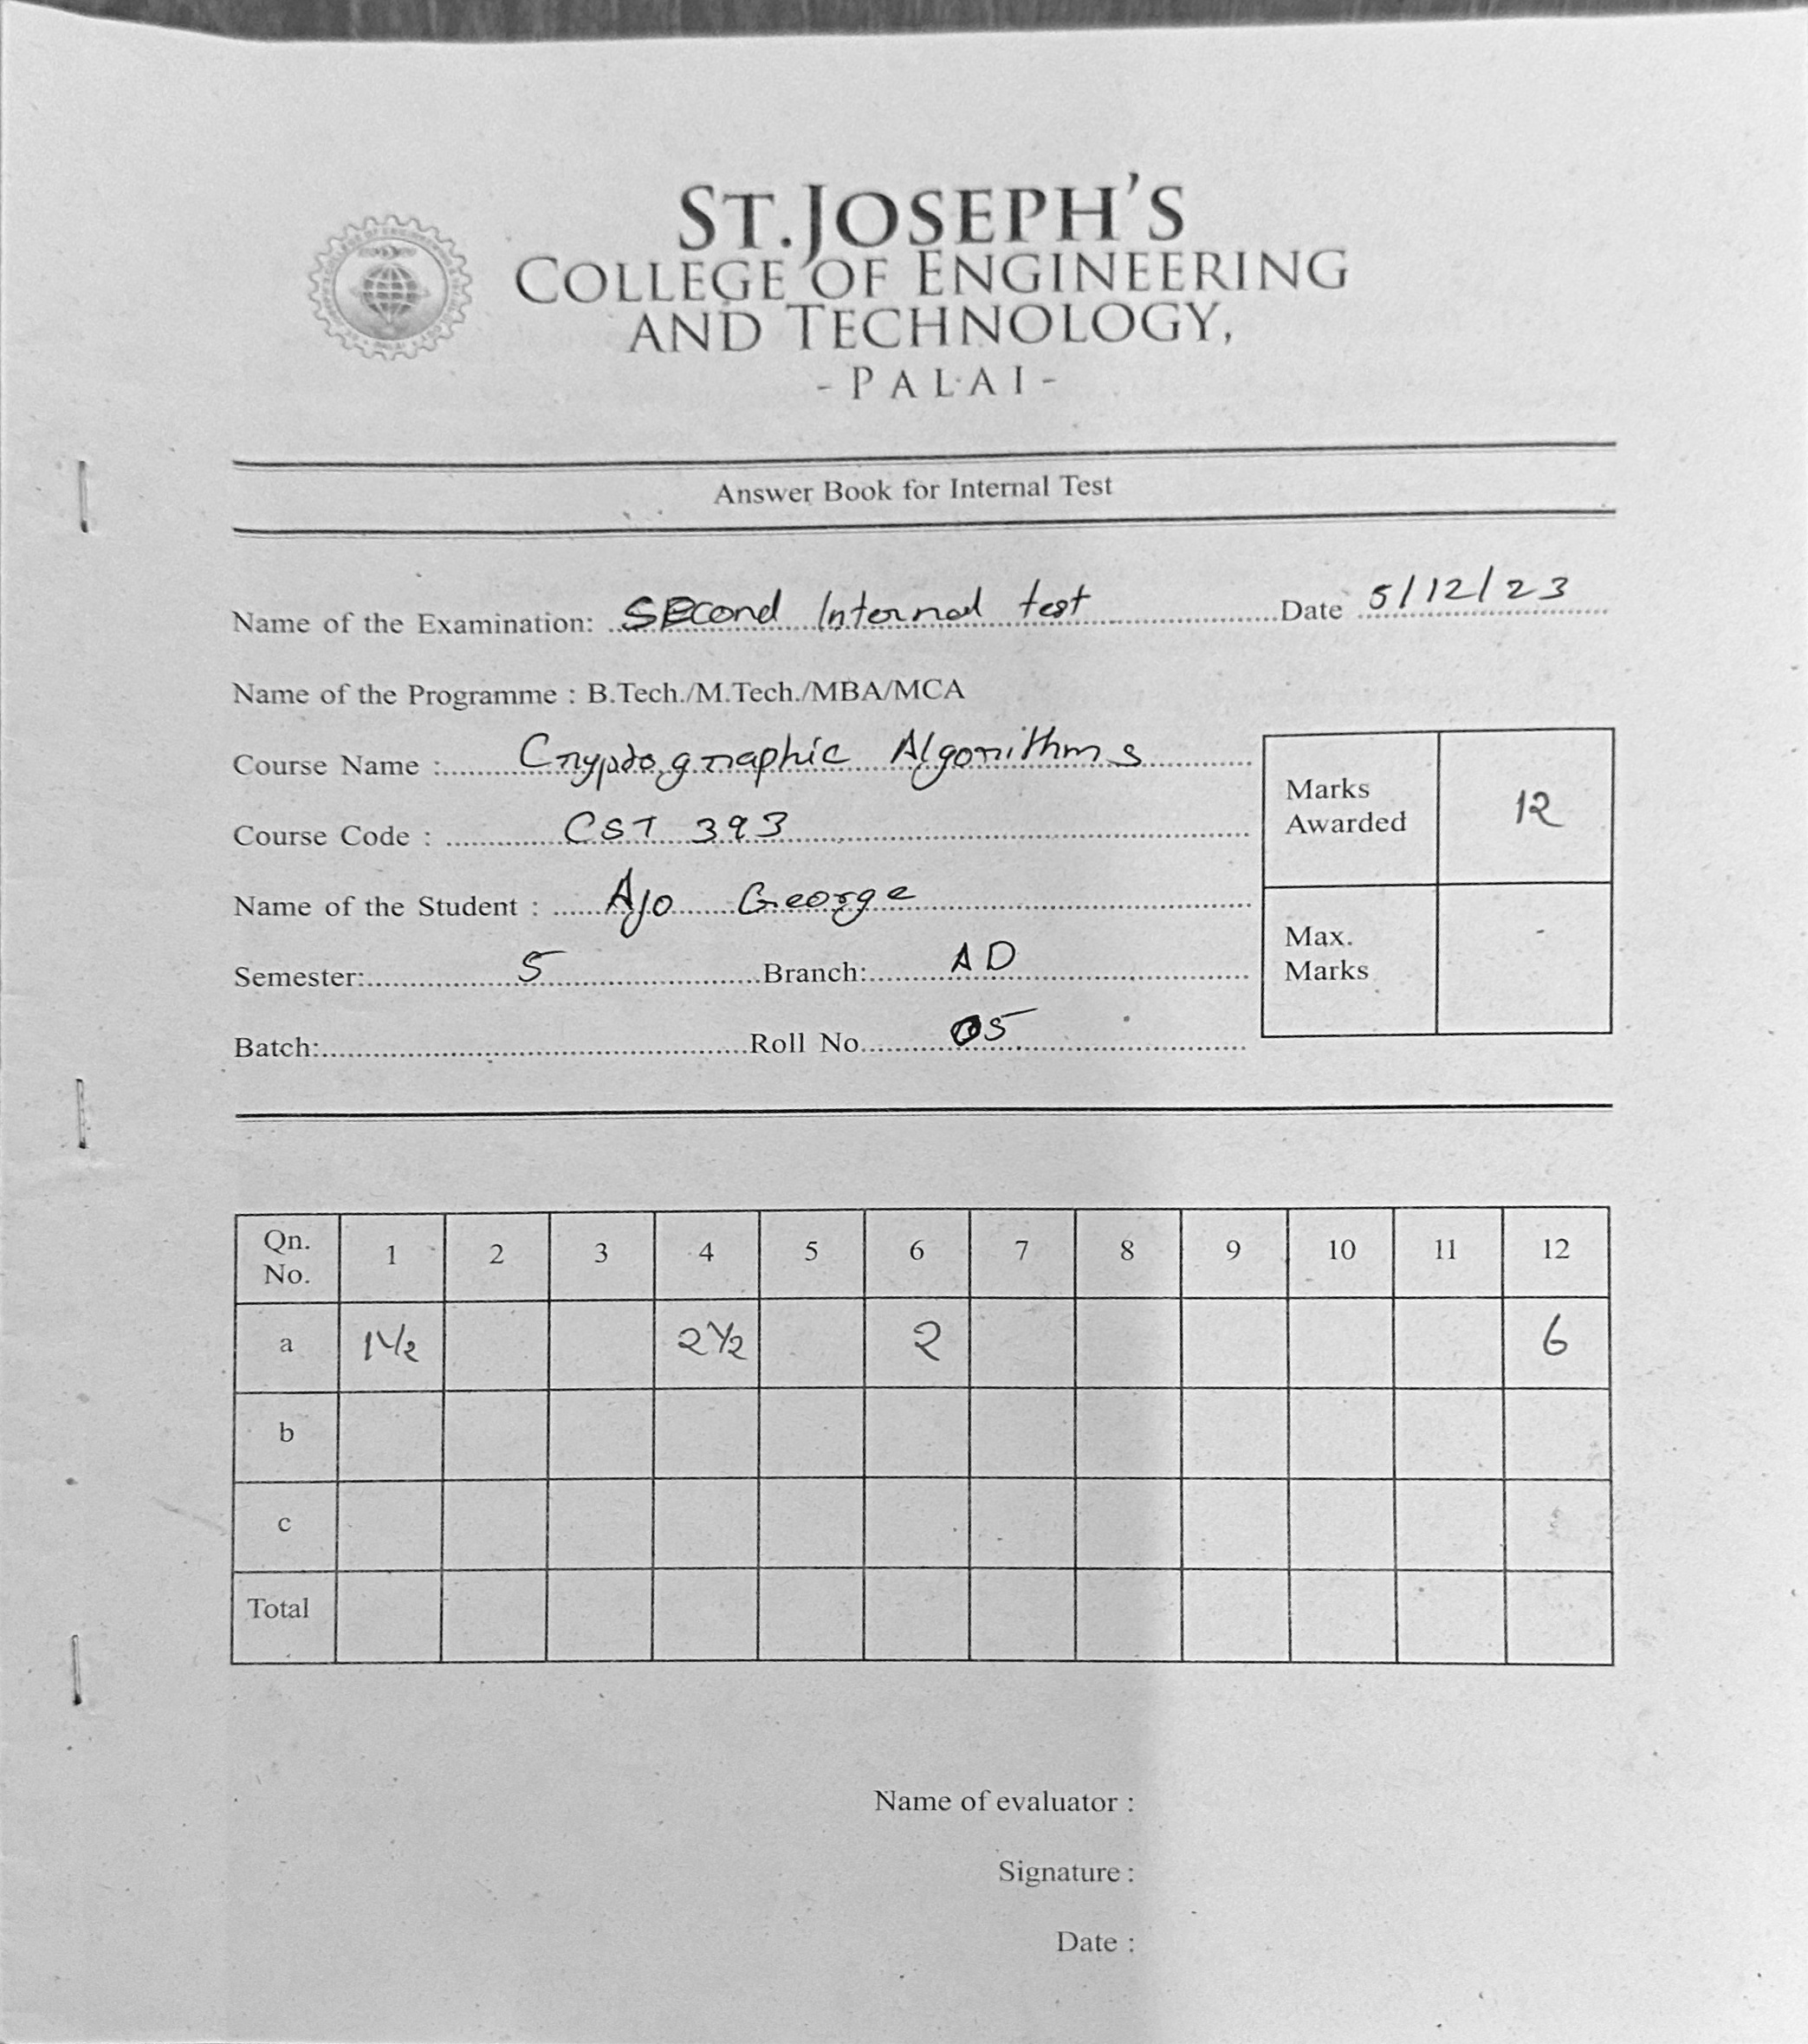 ST.JOSEPH'S
COLLEGE OF ENGINEERING
AND TECHNOLOGY,
- PALAI -
Answer Book for Internal Test
Name of the Examination: SECond Internal test Date 5/12/23
Name of the Programme : B.Tech./M.Tech./MBA/MCA
Course Name : Cryptographic Algorithms
Course Code : CST 393
Name of the Student : Ajo George
Semester: 5 Branch: AD
Batch: Roll No. 05
Marks Awarded 12
Max. Marks -
Qn. No. 1 2 3 4 5 6 7 8 9 10 11 12
a 1½ 2½ 2 6
b
c
Total
Name of evaluator :
Signature :
Date :